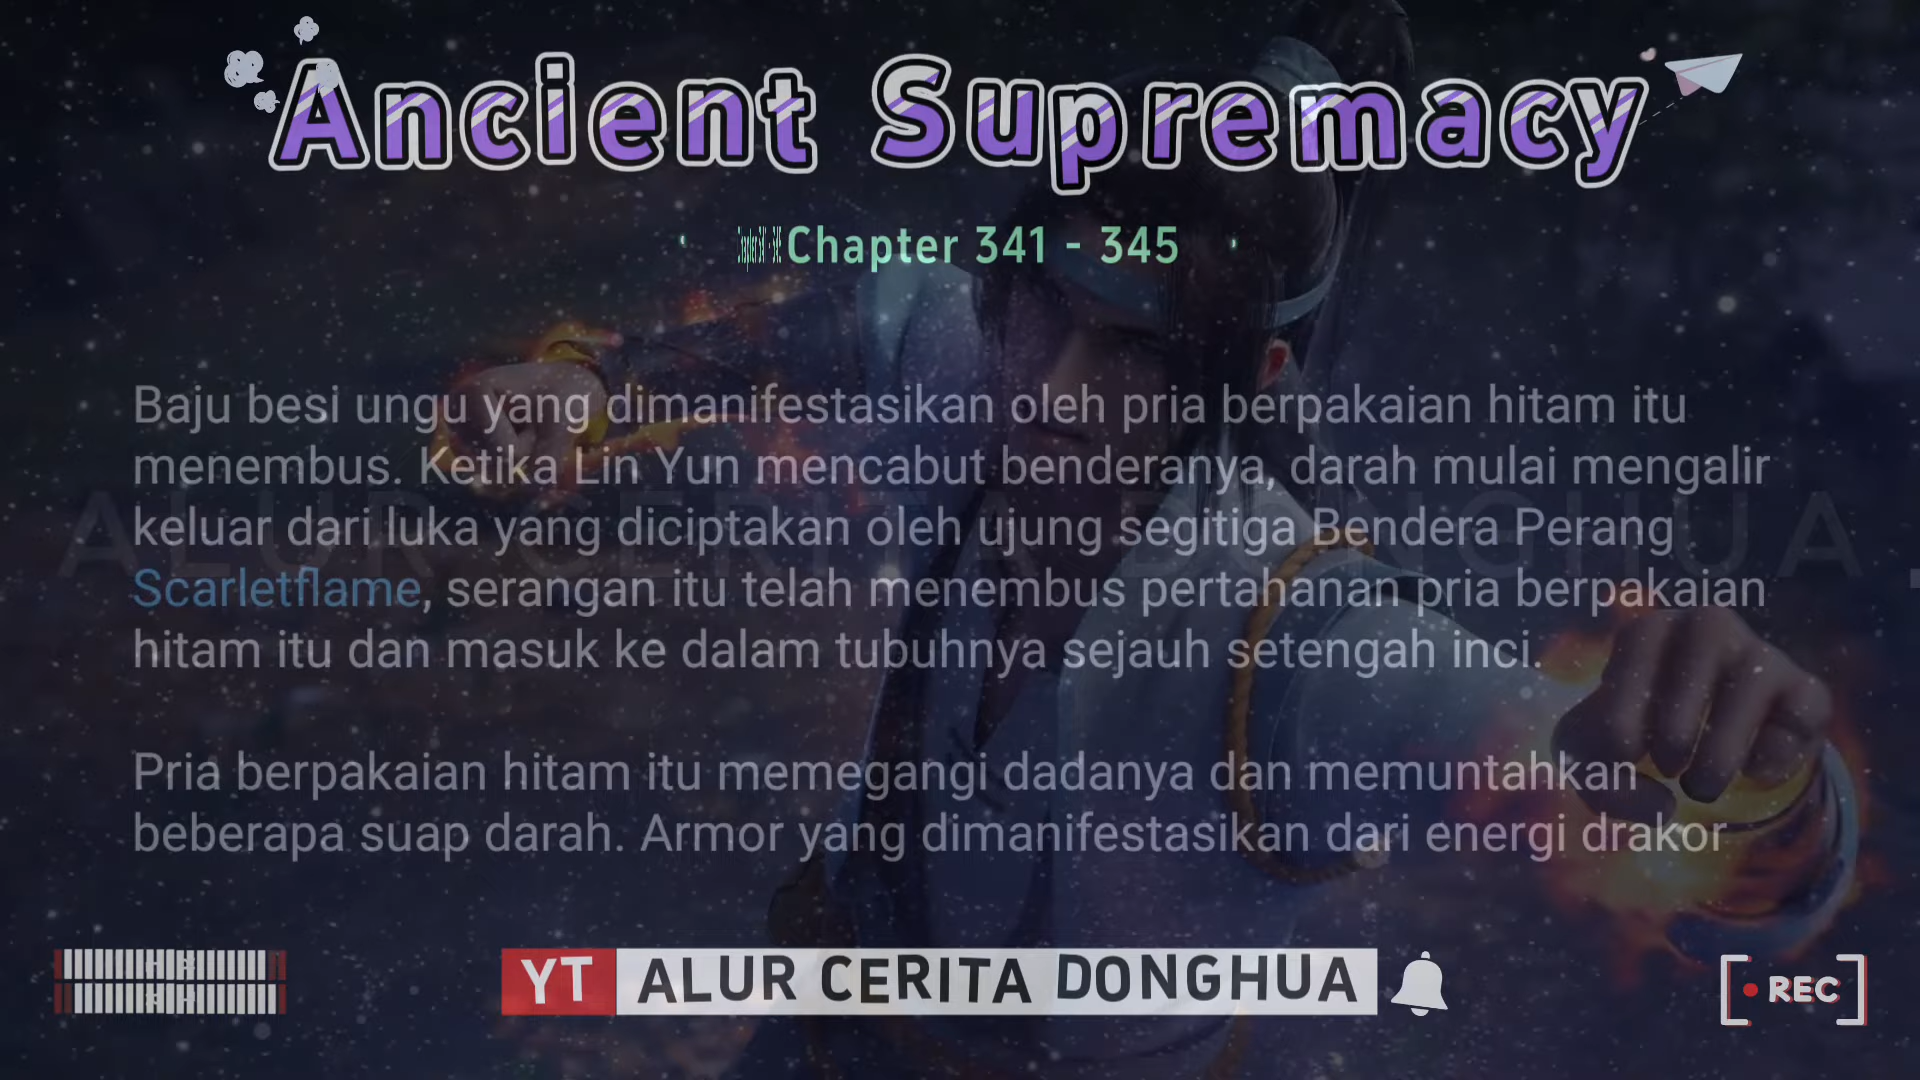 Ancient Supremacy
Chapter 341 - 345
Baju besi ungu yang dimanifestasikan oleh pria berpakaian hitam itu
menembus. Ketika Lin Yun mencabut benderanya, darah mulai mengalir
keluar dari luka yang diciptakan oleh ujung segitiga Bendera Perang
Scarletflame, serangan itu telah menembus pertahanan pria berpakaian
hitam itu dan masuk ke dalam tubuhnya sejauh setengah inci.
ALUR CERITA DONGHUA
Pria berpakaian hitam itu memegangi dadanya dan memuntahkan
beberapa suap darah. Armor yang dimanifestasikan dari energi drakor
YT ALUR CERITA DONGHUA
REC